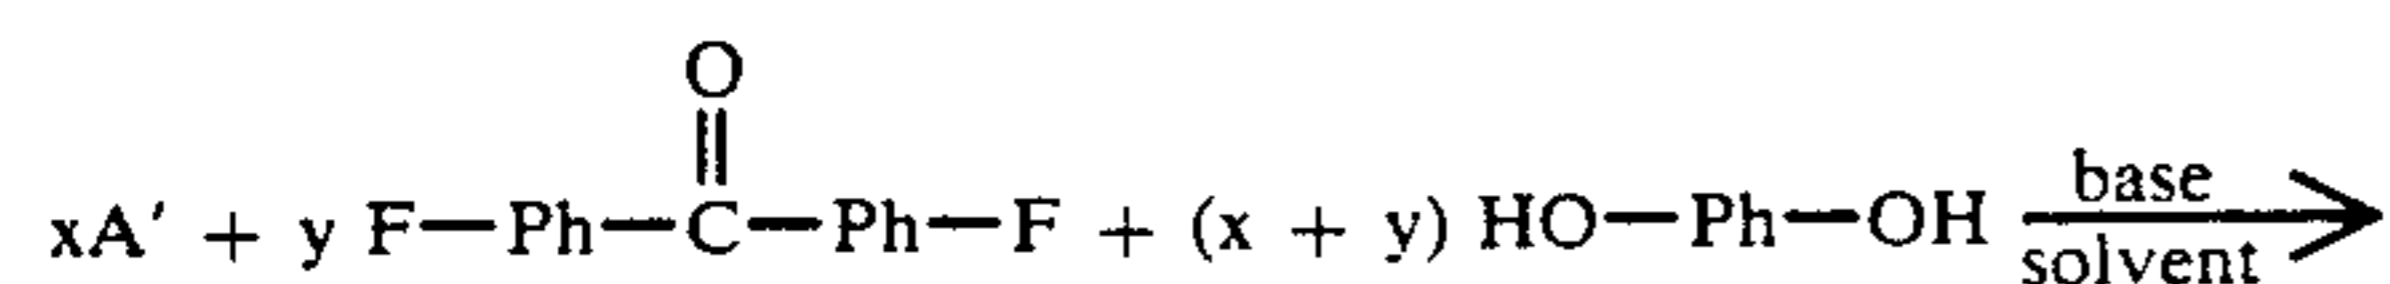 O
xA′ + y F—Ph—C—Ph—F + (x + y) HO—Ph—OH base
solvent